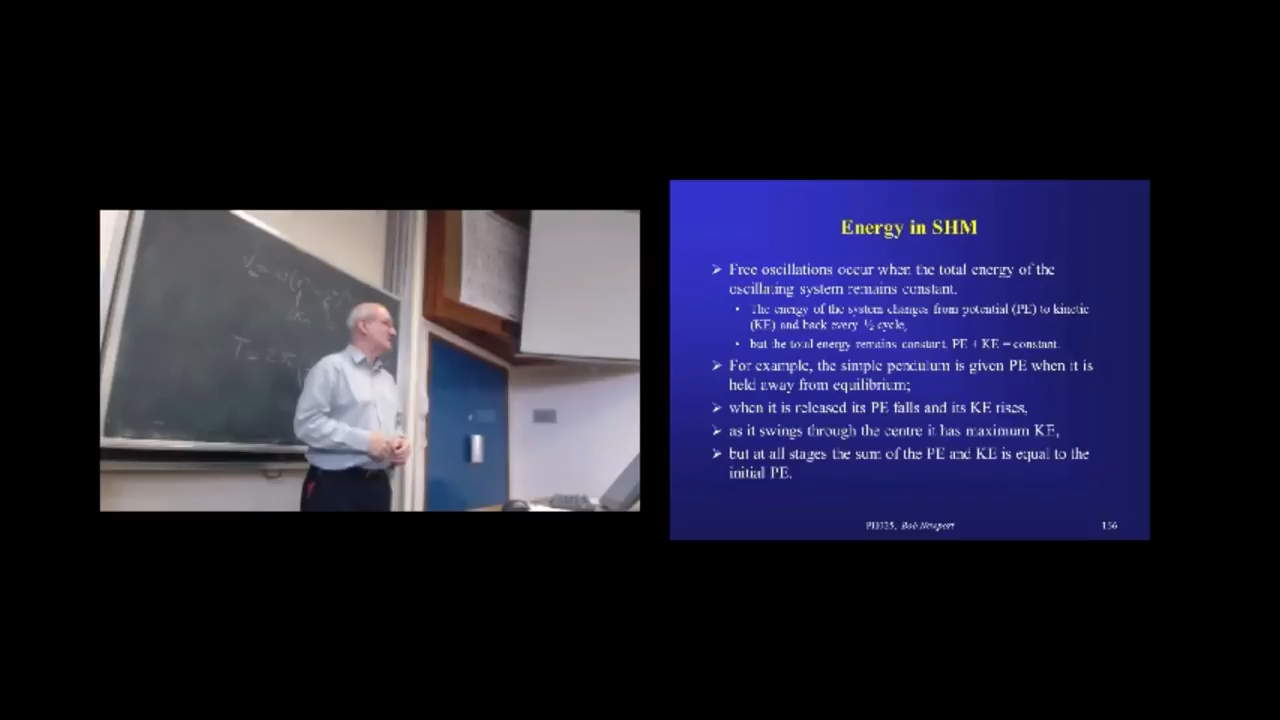 Energy in SHM
➢ Free oscillations occur when the total energy of the
oscillating system remains constant.
• The energy of the system changes from potential (PE) to kinetic
(KE) and back every ½ cycle,
• but the total energy remains constant, PE + KE = constant.
➢ For example, the simple pendulum is given PE when it is
held away from equilibrium;
➢ when it is released its PE falls and its KE rises,
➢ as it swings through the centre it has maximum KE,
➢ but at all stages the sum of the PE and KE is equal to the
initial PE.
Bob Newport
156
T = 2π